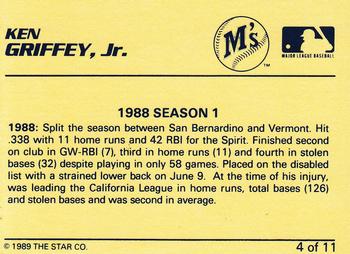 KEN
GRIFFEY, Jr.
M's
TM
MAJOR LEAGUE BASEBALL
1988 SEASON 1
1988: Split the season between San Bernardino and Vermont. Hit
.338 with 11 home runs and 42 RBI for the Spirit. Finished second
on club in GW-RBI (7), third in home runs (11) and fourth in stolen
bases (32) despite playing in only 58 games. Placed on the disabled
list with a strained lower back on June 9. At the time of his injury,
was leading the California League in home runs, total bases (126)
and stolen bases and was second in average.
© 1989 THE STAR CO.
4 of 11